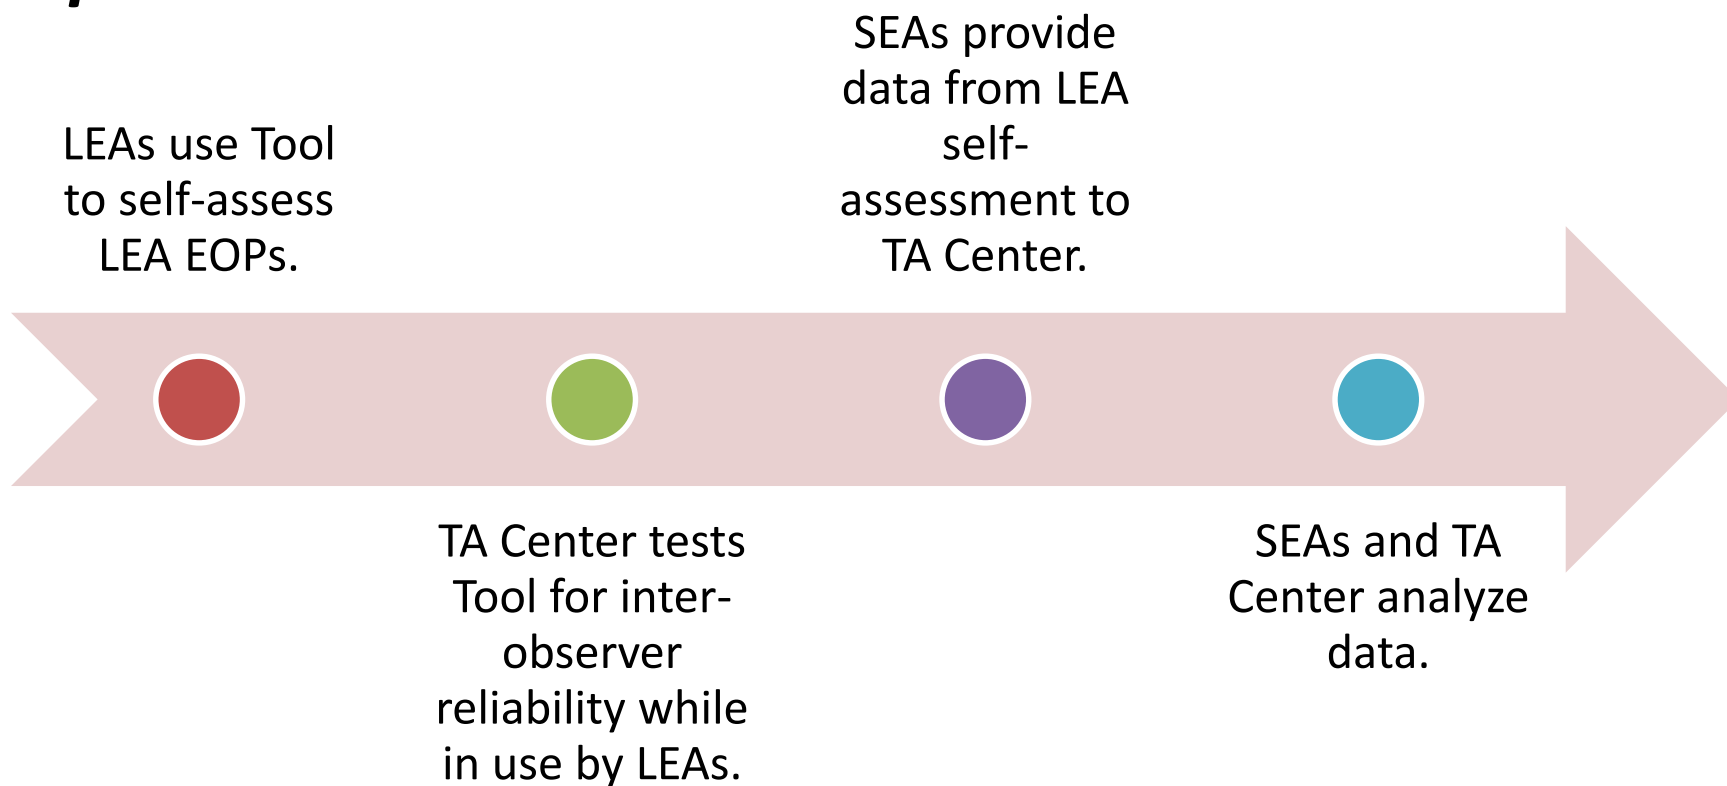 LEAs use Tool
to self-assess
LEA EOPs.
TA Center tests
Tool for inter-
observer
reliability while
in use by LEAs.
SEAs provide
data from LEA
self-
assessment to
TA Center.
SEAs and TA
Center analyze
data.